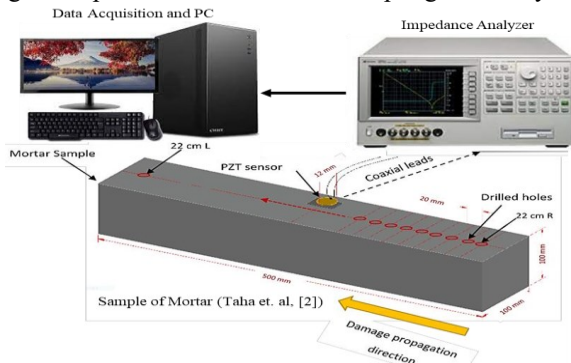 Data Acquisition and PC
Impedance Analyzer
Mortar Sample
22 cm L
PZT sensor
12 mm
Coaxial leads
20 mm
Drilled holes
22 cm R
100 mm
100 mm
500 mm
Sample of Mortar (Taha et. al, [2])
Damage propagation
direction